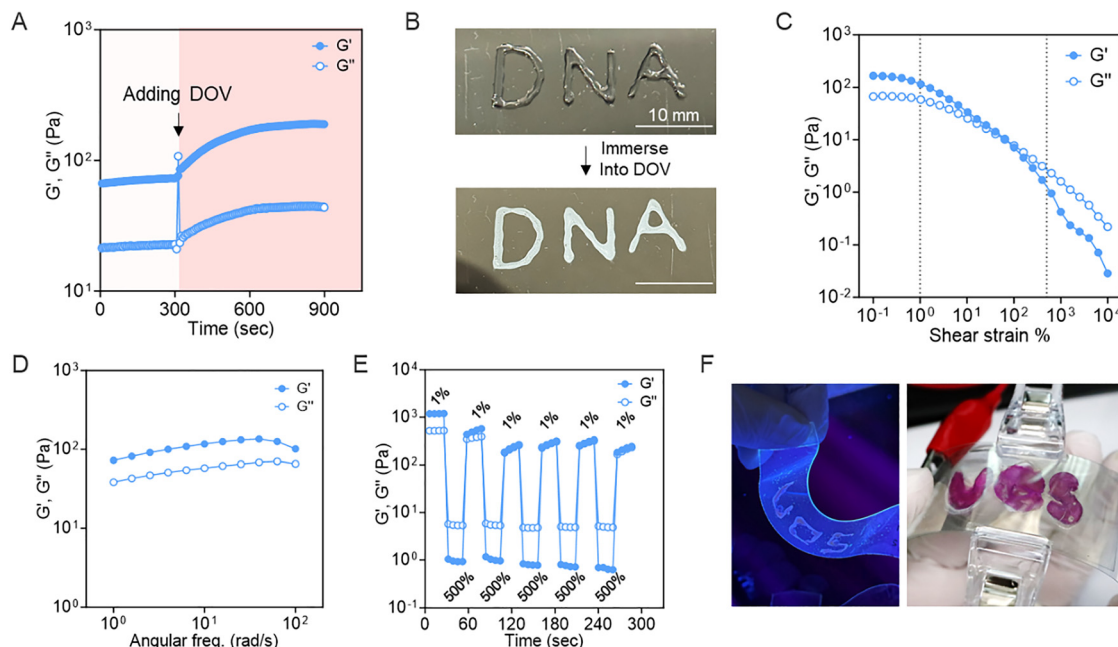 A
G', G'' (Pa)
10³
10²
10¹
0
300
600
900
Time (sec)
G'
G''
Adding DOV
B
DNA
10 mm
Immerse
Into DOV
DNA
C
G', G'' (Pa)
10³
10²
10¹
10⁰
10⁻¹
10⁻²
10⁻¹
10⁰
10¹
10²
10³
10⁴
Shear strain %
G'
G''
D
G', G'' (Pa)
10³
10²
10¹
10⁰
10⁰
10¹
10²
Angular freq. (rad/s)
G'
G''
E
G', G'' (Pa)
10⁴
10³
10²
10¹
10⁰
10⁻¹
0
60
120
180
240
300
Time (sec)
G'
G''
1%
1%
1%
1%
1%
500%
500%
500%
500%
500%
F